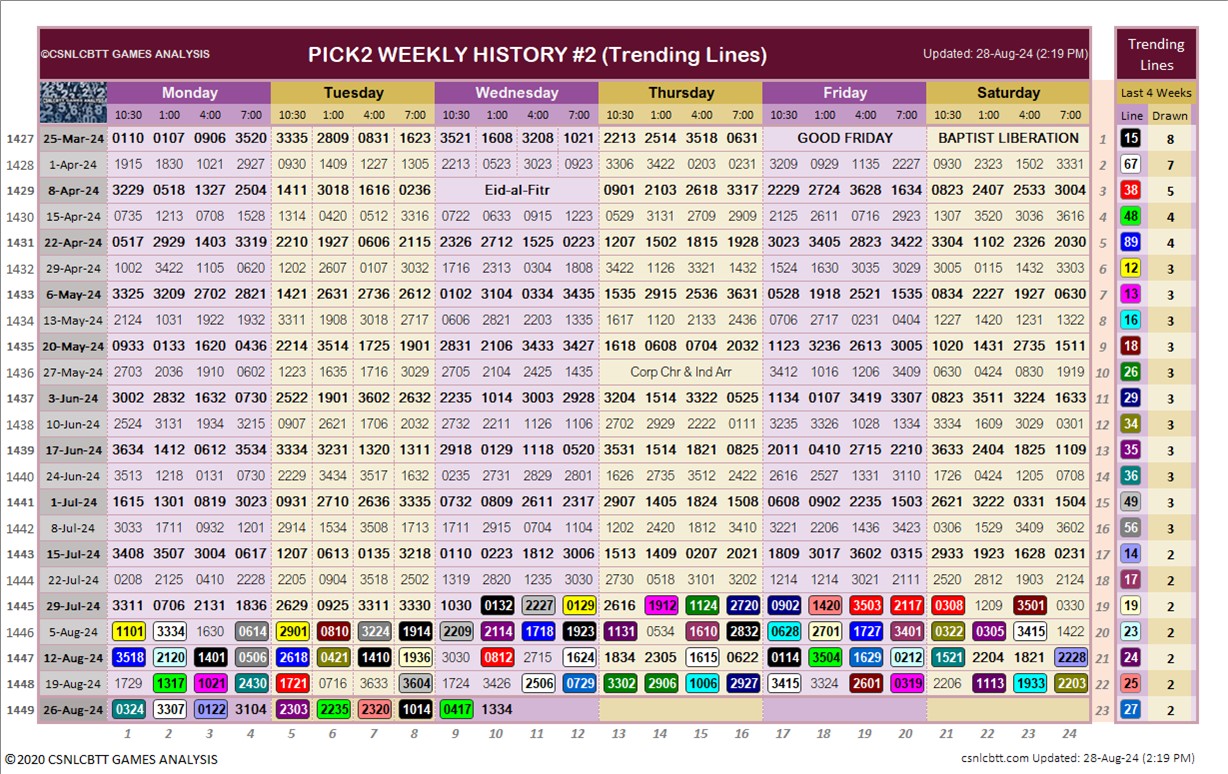 ©CSNLCBTT GAMES ANALYSIS PICK2 WEEKLY HISTORY #2 (Trending Lines) Updated: 28-Aug-24 (2:19 PM) Trending Lines
Monday Tuesday Wednesday Thursday Friday Saturday Last 4 Weeks
10:30 1:00 4:00 7:00 10:30 1:00 4:00 7:00 10:30 1:00 4:00 7:00 10:30 1:00 4:00 7:00 10:30 1:00 4:00 7:00 10:30 1:00 4:00 7:00 Line Drawn
1427 25-Mar-24 0110 0107 0906 3520 3335 2809 0831 1623 3521 1608 3208 1021 2213 2514 3518 0631 GOOD FRIDAY BAPTIST LIBERATION 1 15 8
1428 1-Apr-24 1915 1830 1021 2927 0930 1409 1227 1305 2213 0523 3023 0923 3306 3422 0203 0231 3209 0929 1135 2227 0930 2323 1502 3331 2 67 7
1429 8-Apr-24 3229 0518 1327 2504 1411 3018 1616 0236 Eid-al-Fitr 0901 2103 2618 3317 2229 2724 3628 1634 0823 2407 2533 3004 3 38 5
1430 15-Apr-24 0735 1213 0708 1528 1314 0420 0512 3316 0722 0633 0915 1223 0529 3131 2709 2909 2125 2611 0716 2923 1307 3520 3036 3616 4 48 4
1431 22-Apr-24 0517 2929 1403 3319 2210 1927 0606 2115 2326 2712 1525 0223 1207 1502 1815 1928 3023 3405 2823 3422 3304 1102 2326 2030 5 89 4
1432 29-Apr-24 1002 3422 1105 0620 1202 2607 0107 3032 1716 2313 0304 1808 3422 1126 3321 1432 1524 1630 3035 3029 3005 0115 1432 3303 6 12 3
1433 6-May-24 3325 3209 2702 2821 1421 2631 2736 2612 0102 3104 0334 3435 1535 2915 2536 3631 0528 1918 2521 1535 0834 2227 1927 0630 7 13 3
1434 13-May-24 2124 1031 1922 1932 3311 1908 3018 2717 0606 2821 2203 1335 1617 1120 2133 2436 0706 2717 0231 0404 1227 1420 1231 1322 8 16 3
1435 20-May-24 0933 0133 1620 0436 2214 3514 1725 1901 2831 2106 3433 3427 1618 0608 0704 2032 1123 3236 2613 3005 1020 1431 2735 1511 9 18 3
1436 27-May-24 2703 2036 1910 0602 1223 1635 1716 3029 2705 2104 2425 1435 Corp Chr & Ind Arr 3412 1016 1206 3409 0630 0424 0830 1919 10 26 3
1437 3-Jun-24 3002 2832 1632 0730 2522 1901 3602 2632 2235 1014 3003 2928 3204 1514 3322 0525 1134 0107 3419 3307 0823 3511 3224 1633 11 29 3
1438 10-Jun-24 2524 3131 1934 3215 0907 2621 1706 2032 2732 2211 1126 1106 2702 2929 2222 0111 3235 3326 1028 1334 3334 1609 3029 0301 12 34 3
1439 17-Jun-24 3634 1412 0612 3534 3334 3231 1320 1311 2918 0129 1118 0520 3531 1514 1821 0825 2011 0410 2715 2210 3633 2404 1825 1109 13 35 3
1440 24-Jun-24 3513 1218 0131 0730 2229 3434 3517 1635 0235 2731 2829 2801 1626 2735 3512 2422 2616 2527 1331 3110 1726 0424 1205 0708 14 36 3
1441 1-Jul-24 1615 1301 0819 3023 0931 2710 2636 3335 0732 0809 2611 2317 2907 1405 1824 1508 0608 0902 2235 1503 2621 3222 0331 1504 15 49 3
1442 8-Jul-24 3033 1711 0932 1201 2914 1534 3508 1713 1711 2915 0704 1104 1202 2420 1812 3410 3221 2206 1436 3423 0306 1529 3409 3602 16 56 3
1443 15-Jul-24 3408 3507 3004 0617 1207 0613 0135 3218 0110 0223 1812 3006 1513 1409 0207 2021 1809 3017 3602 0315 2933 1923 1628 0231 17 14 2
1444 22-Jul-24 0208 2125 0410 2228 2205 0904 3518 2502 1319 2820 1235 3030 2730 0518 3101 3202 1214 1214 3021 2111 2520 2812 1903 2124 18 17 2
1445 29-Jul-24 3311 0706 2131 1836 2629 0925 3311 3330 1030 0132 2227 0129 2616 1912 1124 2720 0902 1420 3503 2117 0308 1209 3501 0330 19 19 2
1446 5-Aug-24 1101 3334 1630 0614 2901 0810 3224 1914 2209 2114 1718 1923 1131 0534 1610 2832 0628 2701 1727 3401 0322 0305 3415 1422 20 23 2
1447 12-Aug-24 3518 2120 1401 0506 2618 0421 1410 1936 3030 0812 2715 1624 1834 2305 1615 0622 0114 3504 1629 0212 1521 2204 1821 2228 21 24 2
1448 19-Aug-24 1729 1317 1021 2430 1721 0716 3633 3604 1724 3426 2506 0729 3302 2906 1006 2927 3415 3324 2601 0319 2206 1113 1933 2203 22 25 2
1449 26-Aug-24 0324 3307 0122 3104 2303 2235 2320 1014 0417 1334 23 27 2
1 2 3 4 5 6 7 8 9 10 11 12 13 14 15 16 17 18 19 20 21 22 23 24
©2020 CSNLCBTT GAMES ANALYSIS csnlcbtt.com Updated: 28-Aug-24 (2:19 PM)